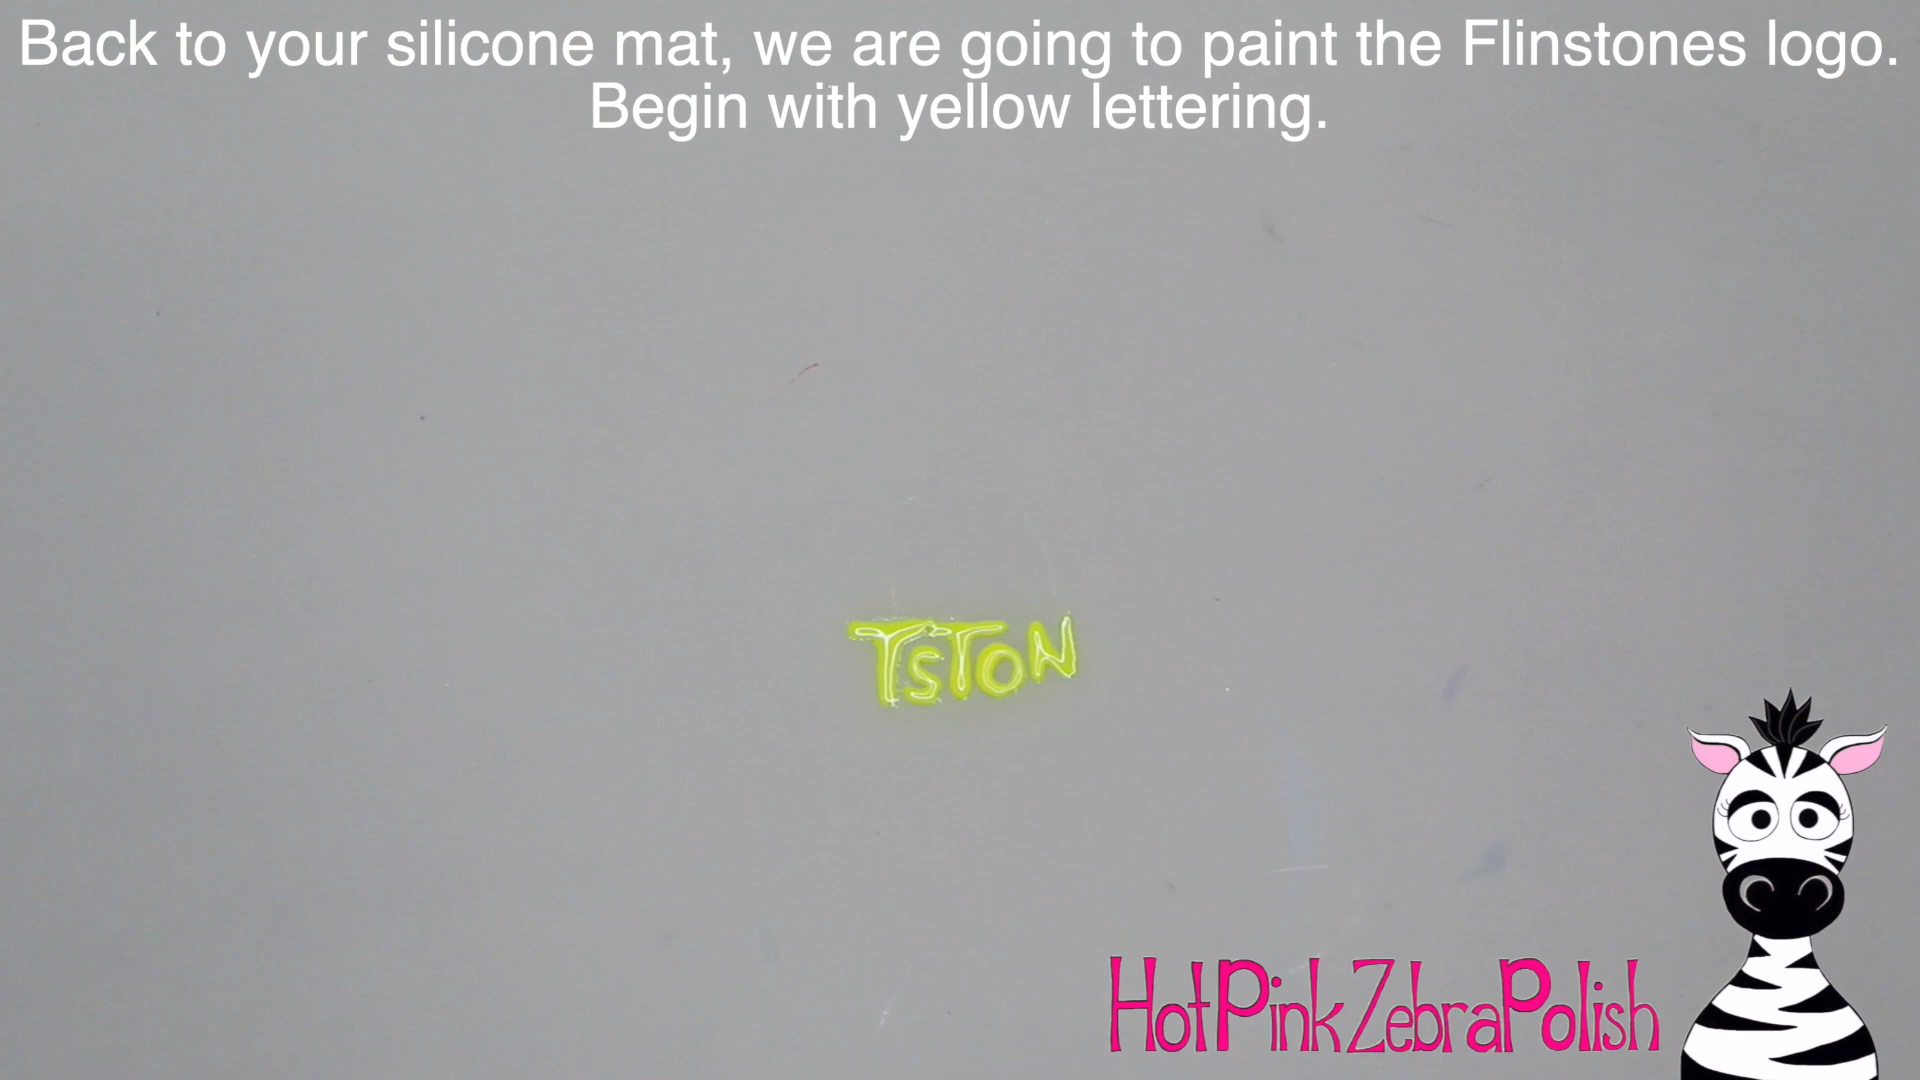 Back to your silicone mat, we are going to paint the Flinstones logo.
Begin with yellow lettering.
TSTON
HotPinkZebraPolish